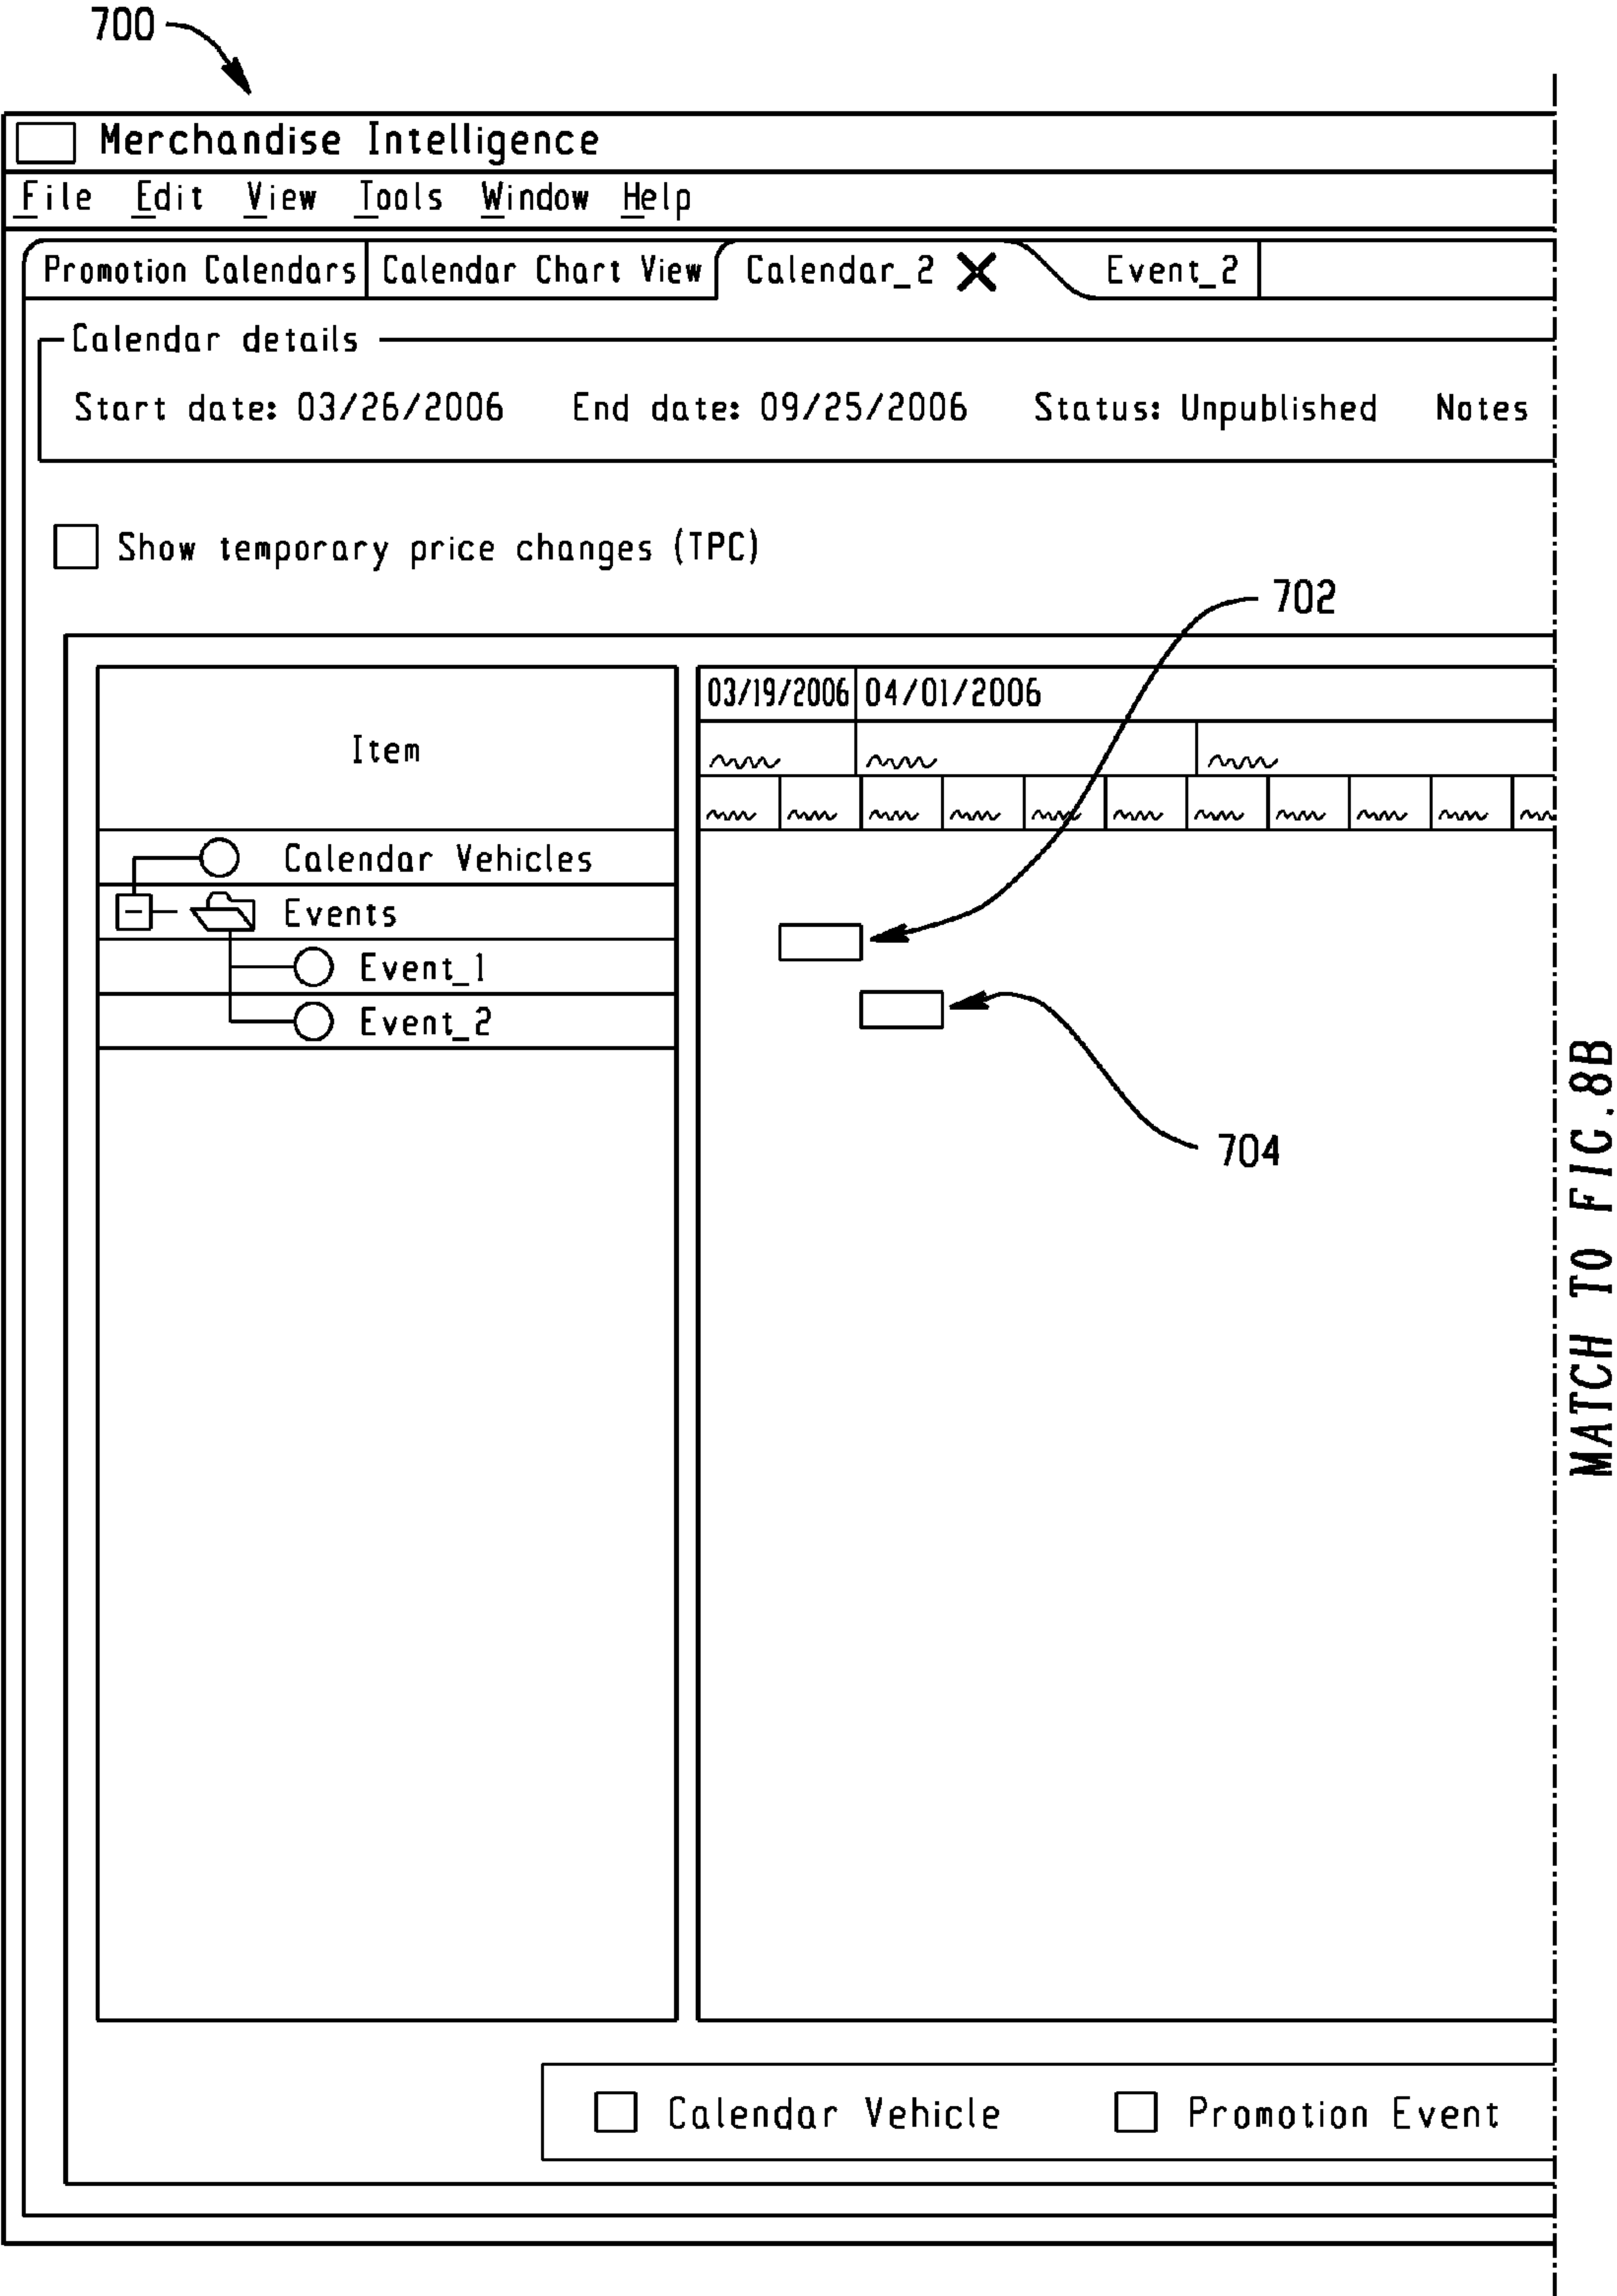 700
Merchandise Intelligence
File Edit View Tools Window Help
Promotion Calendars Calendar Chart View Calendar_2 Event_2
Calendar details
Start date: 03/26/2006 End date: 09/25/2006 Status: Unpublished Notes
Show temporary price changes (TPC)
702
03/19/2006 04/01/2006
Item
Calendar Vehicles
Events
Event_1
Event_2
704
MATCH TO FIG.8B
Calendar Vehicle Promotion Event